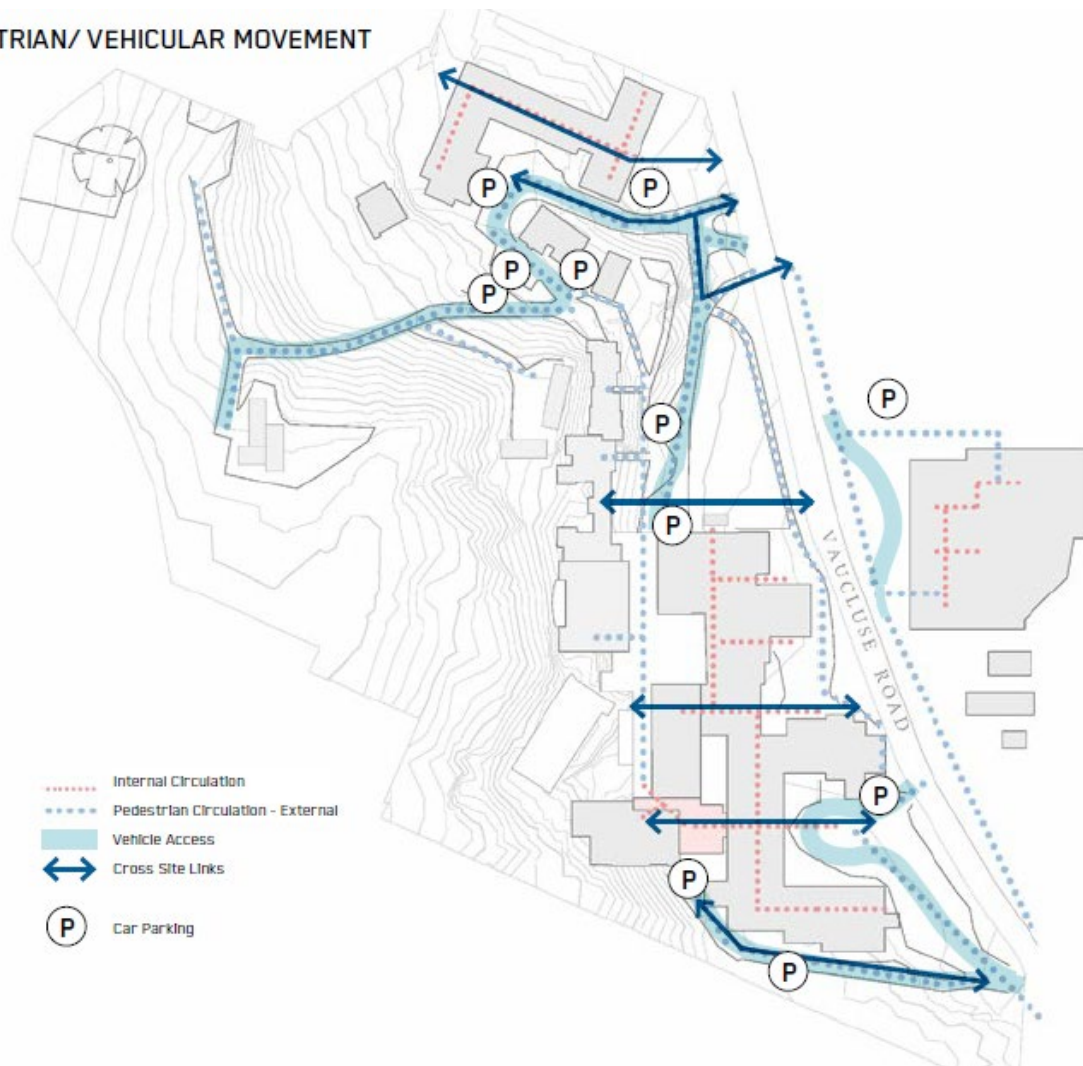 TRIAN/ VEHICULAR MOVEMENT
P
P
P
P
P
P
P
P
VAUCLUSE ROAD
P
P
P
Internal Circulation
Pedestrian Circulation - External
Vehicle Access
Cross Site Links
P
Car Parking